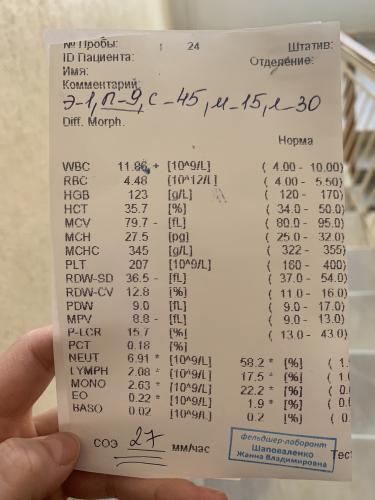 № Пробы: 1 24 Штатив:
ID Пациента: Отделение:
Имя:
Комментарий:
Э-1, П-9, С-45, М-15, Л-30
Diff. Morph.
Норма
WBC 11.86 + [10^9/L] ( 4.00 - 10.00)
RBC 4.48 [10^12/L] ( 4.00 - 5.50)
HGB 123 [g/L] ( 120 - 170)
HCT 35.7 [%] ( 34.0 - 50.0)
MCV 79.7 - [fL] ( 80.0 - 95.0)
MCH 27.5 [pg] ( 25.0 - 32.0)
MCHC 345 [g/L] ( 322 - 355)
PLT 207 [10^9/L] ( 160 - 400)
RDW-SD 36.5 - [fL] ( 37.0 - 54.0)
RDW-CV 12.8 [%] ( 11.0 - 16.0)
PDW 9.0 [fL] ( 9.0 - 17.0)
MPV 8.8 - [fL] ( 9.0 - 13.0)
P-LCR 15.7 [%] ( 13.0 - 43.0)
PCT 0.18 [%]
NEUT 6.91 * [10^9/L] 58.2 * [%]
LYMPH 2.08 * [10^9/L] 17.5 * [%]
MONO 2.63 * [10^9/L] 22.2 * [%]
EO 0.22 * [10^9/L] 1.9 * [%]
BASO 0.02 [10^9/L] 0.2 [%]
СОЭ 27 мм/час
фельдшер-лаборант
Шаповаленко
Жанна Владимировна